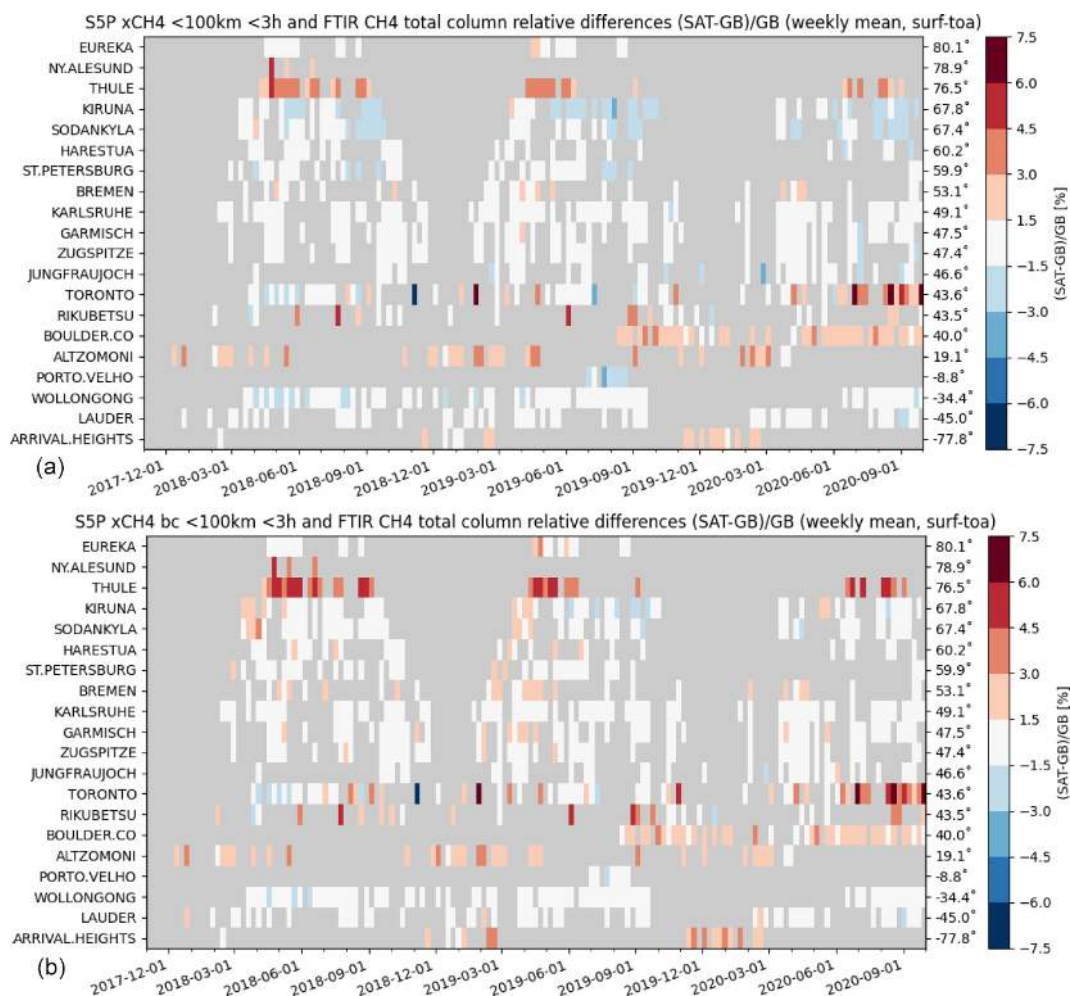 S5P xCH4 <100km <3h and FTIR CH4 total column relative differences (SAT-GB)/GB (weekly mean, surf-toa)
EUREKA 80.1°
NY.ALESUND 78.9°
THULE 76.5°
KIRUNA 67.8°
SODANKYLA 67.4°
HARESTUA 60.2°
ST.PETERSBURG 59.9°
BREMEN 53.1°
KARLSRUHE 49.1°
GARMISCH 47.5°
ZUGSPITZE 47.4°
JUNGFRAUJOCH 46.6°
TORONTO 43.6°
RIKUBETSU 43.5°
BOULDER.CO 40.0°
ALTZOMONI 19.1°
PORTO.VELHO -8.8°
WOLLONGONG -34.4°
LAUDER -45.0°
ARRIVAL.HEIGHTS -77.8°
7.5
6.0
4.5
3.0
1.5
−1.5
−3.0
−4.5
−6.0
−7.5
(SAT-GB)/GB [%]
(a)
2017-12-01 2018-03-01 2018-06-01 2018-09-01 2018-12-01 2019-03-01 2019-06-01 2019-09-01 2019-12-01 2020-03-01 2020-06-01 2020-09-01
S5P xCH4 bc <100km <3h and FTIR CH4 total column relative differences (SAT-GB)/GB (weekly mean, surf-toa)
EUREKA 80.1°
NY.ALESUND 78.9°
THULE 76.5°
KIRUNA 67.8°
SODANKYLA 67.4°
HARESTUA 60.2°
ST.PETERSBURG 59.9°
BREMEN 53.1°
KARLSRUHE 49.1°
GARMISCH 47.5°
ZUGSPITZE 47.4°
JUNGFRAUJOCH 46.6°
TORONTO 43.6°
RIKUBETSU 43.5°
BOULDER.CO 40.0°
ALTZOMONI 19.1°
PORTO.VELHO -8.8°
WOLLONGONG -34.4°
LAUDER -45.0°
ARRIVAL.HEIGHTS -77.8°
7.5
6.0
4.5
3.0
1.5
−1.5
−3.0
−4.5
−6.0
−7.5
(SAT-GB)/GB [%]
(b)
2017-12-01 2018-03-01 2018-06-01 2018-09-01 2018-12-01 2019-03-01 2019-06-01 2019-09-01 2019-12-01 2020-03-01 2020-06-01 2020-09-01